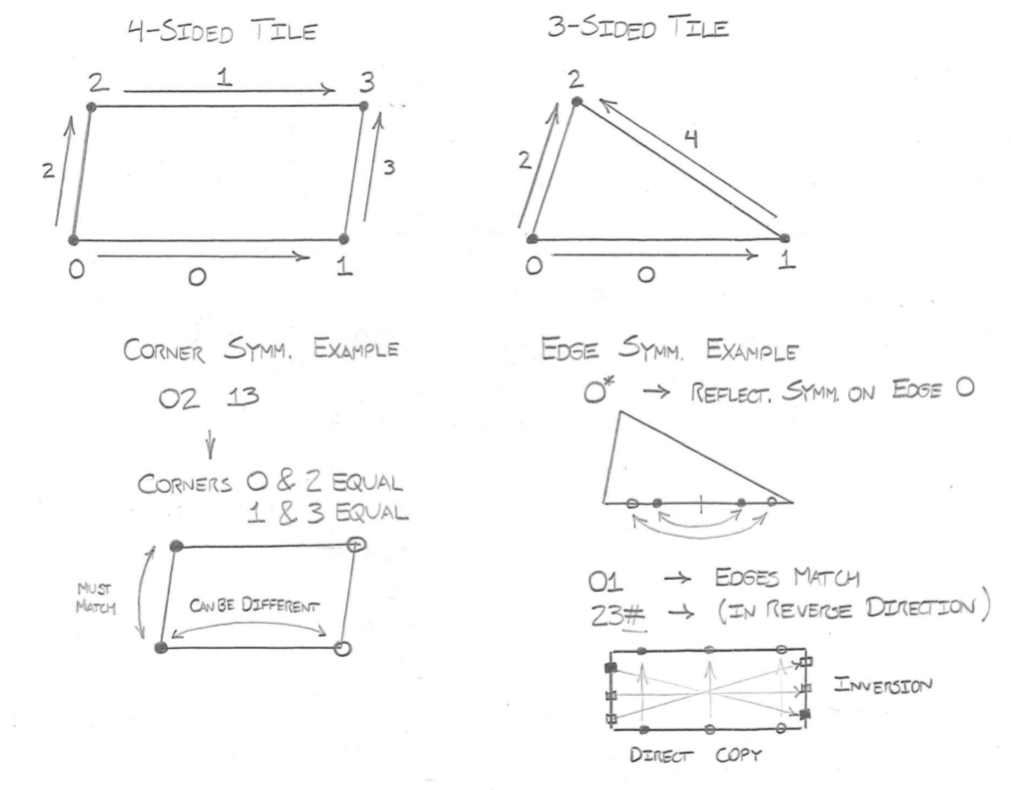 4-SIDED TILE
2 1 3
2 3
0 0 1
3-SIDED TILE
2
2 4
0 0 1
CORNER SYMM. EXAMPLE
02 13
CORNERS 0 & 2 EQUAL
1 & 3 EQUAL
MUST
MATCH
CAN BE DIFFERENT
EDGE SYMM. EXAMPLE
0* → REFLECT. SYMM. ON EDGE 0
01 → EDGES MATCH
23# → (IN REVERSE DIRECTION)
INVERSION
DIRECT COPY